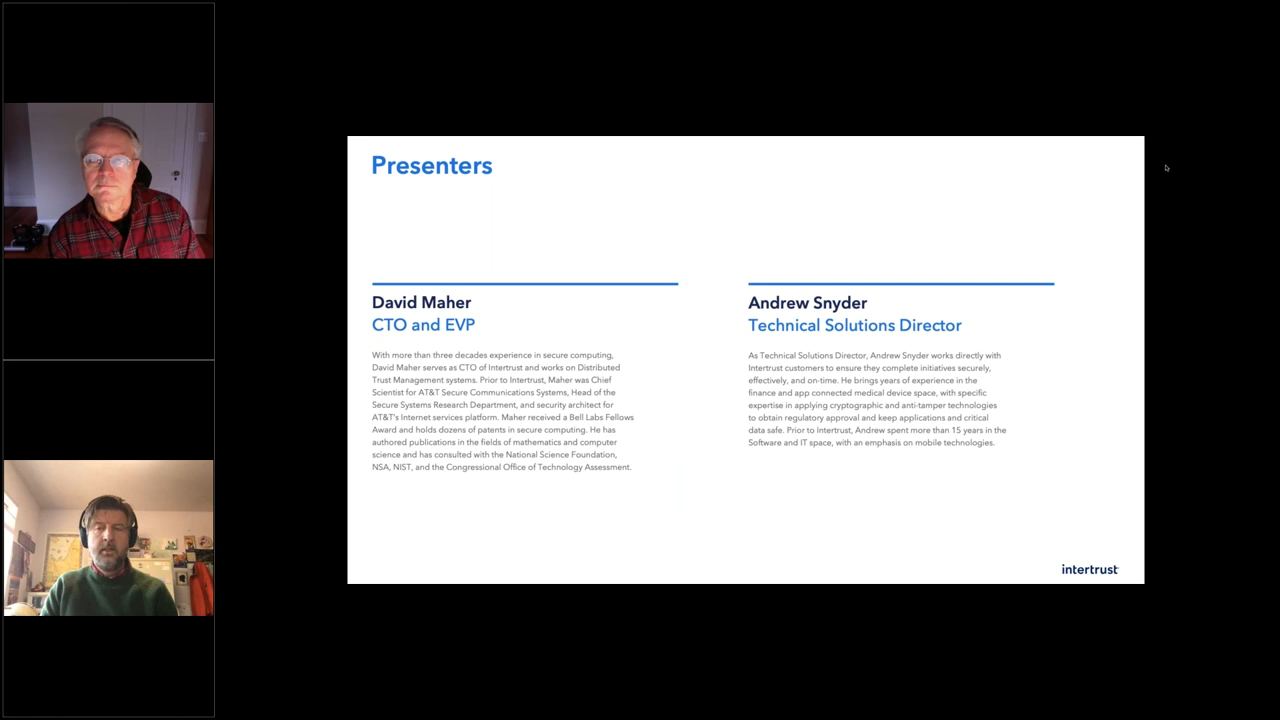 Presenters
David Maher
CTO and EVP
With more than three decades experience in secure computing,
David Maher serves as CTO of Intertrust and works on Distributed
Trust Management systems. Prior to Intertrust, Maher was Chief
Scientist for AT&T Secure Communications Systems, Head of the
Secure Systems Research Department, and security architect for
AT&T's Internet services platform. Maher received a Bell Labs Fellows
Award and holds dozens of patents in secure computing. He has
authored publications in the fields of mathematics and computer
science and has consulted with the National Science Foundation,
NSA, NIST, and the Congressional Office of Technology Assessment.
Andrew Snyder
Technical Solutions Director
As Technical Solutions Director, Andrew Snyder works directly with
Intertrust customers to ensure they complete initiatives securely,
effectively, and on-time. He brings years of experience in the
finance and app connected medical device space, with specific
expertise in applying cryptographic and anti-tamper technologies
to obtain regulatory approval and keep applications and critical
data safe. Prior to Intertrust, Andrew spent more than 15 years in the
Software and IT space, with an emphasis on mobile technologies.
intertrust